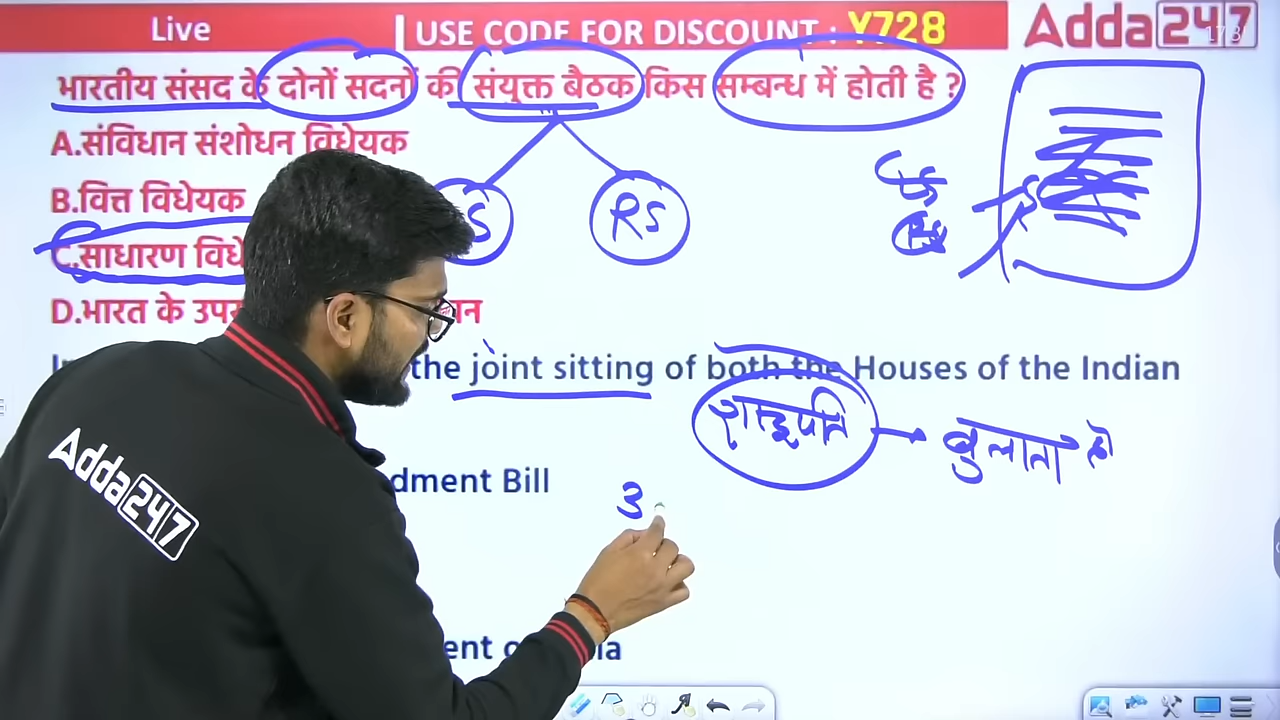 Live
USE CODE FOR DISCOUNT : Y728
Adda247
भारतीय संसद के दोनों सदनों की संयुक्त बैठक किस सम्बन्ध में होती है ?
A.संविधान संशोधन विधेयक
B.वित्त विधेयक
S
RS
C.साधारण विधे
D.भारत के उप
the joint sitting of both the Houses of the Indian
राष्ट्रपति → बुलाता है
dment Bill
3
Adda247
ent o